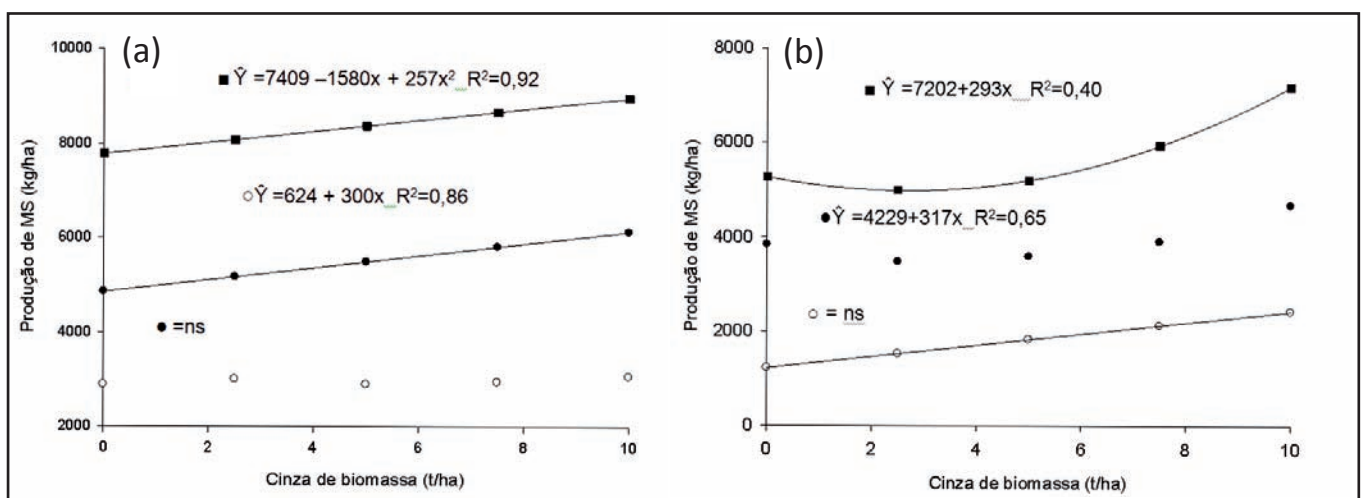 (a)
10000
8000
6000
4000
2000
Produção de MS (kg/ha)
■ Ŷ =7409 –1580x + 257x² R²=0,92
○Ŷ =624 + 300x R²=0,86
● =ns
0 2 4 6 8 10
Cinza de biomassa (t/ha)
(b)
8000
6000
4000
2000
0
Produção de MS (kg/ha)
■ Ŷ =7202+293x R²=0,40
● Ŷ =4229+317x R²=0,65
○ = ns
0 2 4 6 8 10
Cinza de biomassa (t/ha)